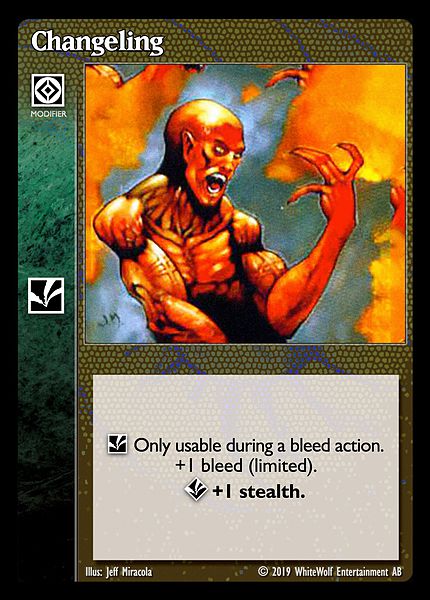 Changeling
MODIFIER
J.M
Only usable during a bleed action.
+1 bleed (limited).
+1 stealth.
Illus: Jeff Miracola © 2019 WhiteWolf Entertainment AB